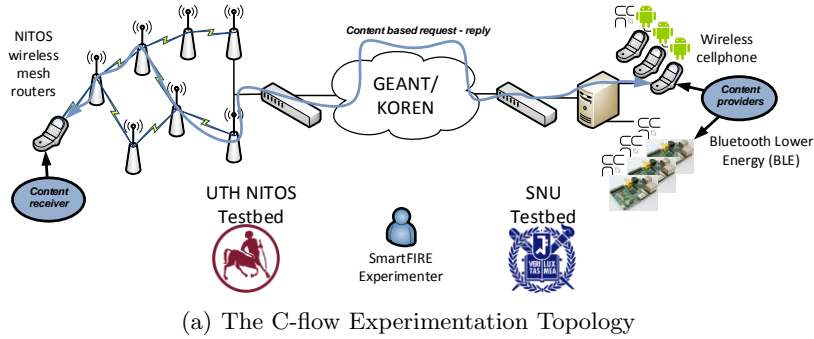 NITOS
wireless
mesh
routers
Content based request - reply
GEANT/
KOREN
Wireless
cellphone
Content
providers
Bluetooth Lower
Energy (BLE)
Content
receiver
UTH NITOS
Testbed
SmartFIRE
Experimenter
SNU
Testbed
VERI
TAS
LUX
MEA
(a) The C-flow Experimentation Topology